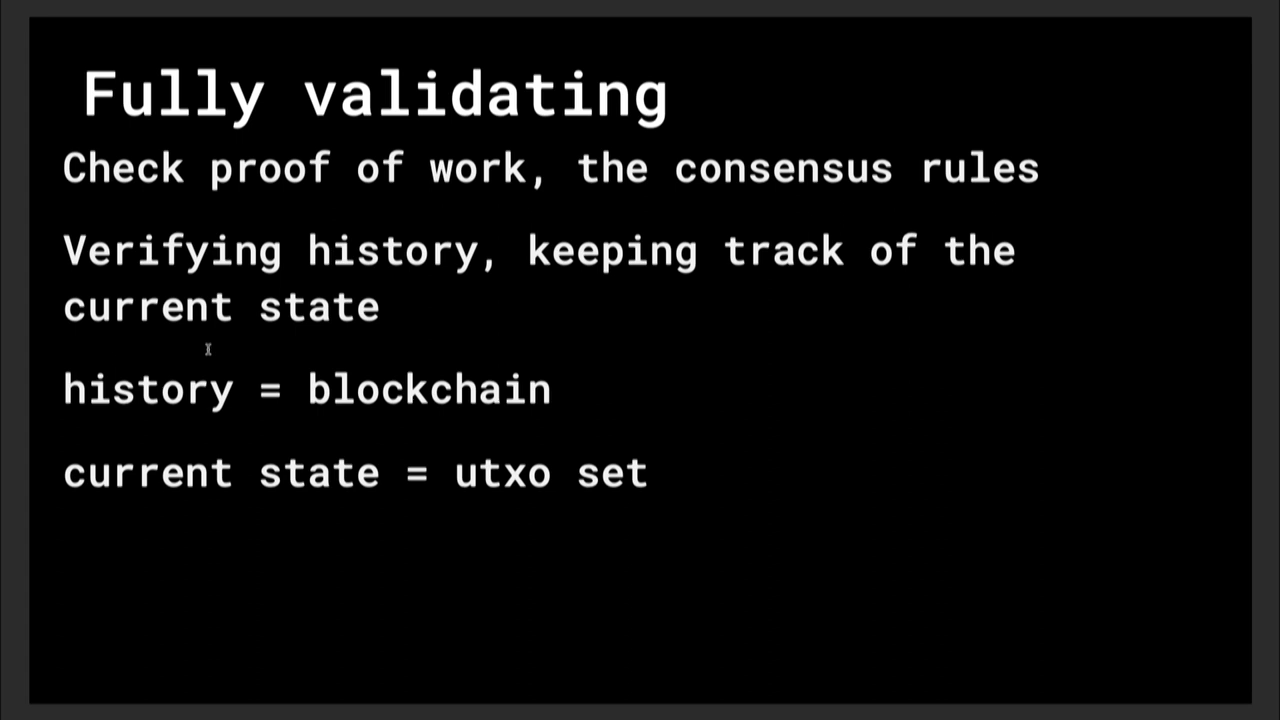 Fully validating
Check proof of work, the consensus rules
Verifying history, keeping track of the
current state
history = blockchain
current state = utxo set